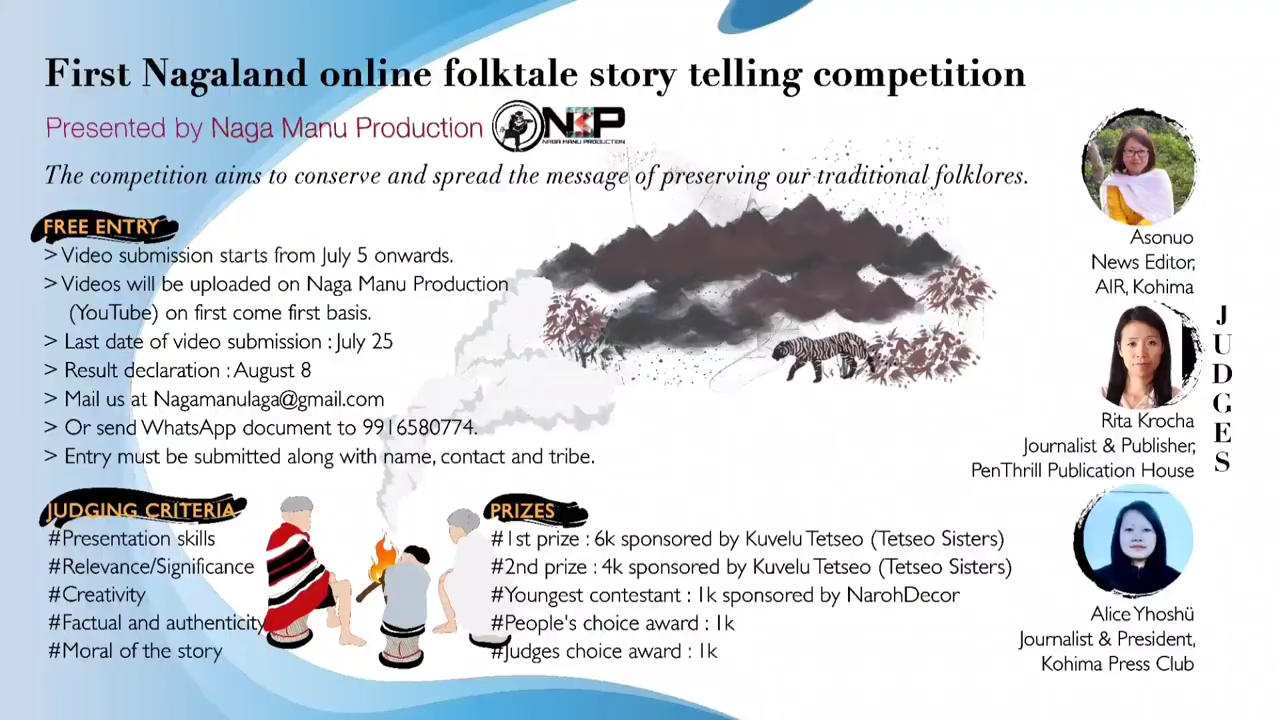 First Nagaland online folktale story telling competition
Presented by Naga Manu Production
NMP
NAGA MANU PRODUCTION
The competition aims to conserve and spread the message of preserving our traditional folklores.
FREE ENTRY
> Video submission starts from July 5 onwards.
> Videos will be uploaded on Naga Manu Production
(YouTube) on first come first basis.
> Last date of video submission : July 25
> Result declaration : August 8
> Mail us at Nagamanulaga@gmail.com
> Or send WhatsApp document to 9916580774.
> Entry must be submitted along with name, contact and tribe.
JUDGING CRITERIA
#Presentation skills
#Relevance/Significance
#Creativity
#Factual and authenticity
#Moral of the story
PRIZES
#1st prize : 6k sponsored by Kuvelu Tetseo (Tetseo Sisters)
#2nd prize : 4k sponsored by Kuvelu Tetseo (Tetseo Sisters)
#Youngest contestant : 1k sponsored by NarohDecor
#People's choice award : 1k
#Judges choice award : 1k
JUDGES
Asonuo
News Editor,
AIR, Kohima
Rita Krocha
Journalist & Publisher,
PenThrill Publication House
Alice Yhoshü
Journalist & President,
Kohima Press Club